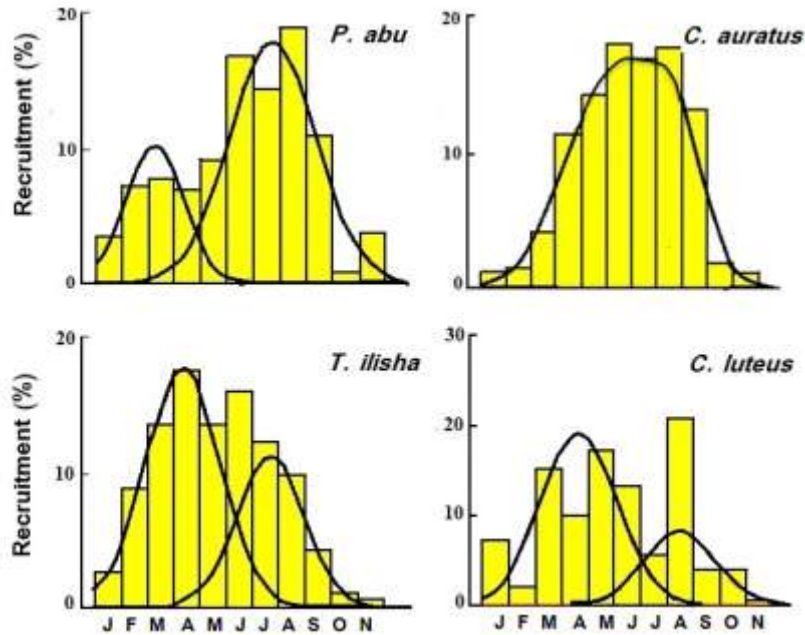 20
P. abu
Recruitment (%)
10
0
20
C. auratus
10
0
20
T. ilisha
Recruitment (%)
10
0
J F M A M J J A S O N
30
C. luteus
20
10
0
J F M A M J J A S O N